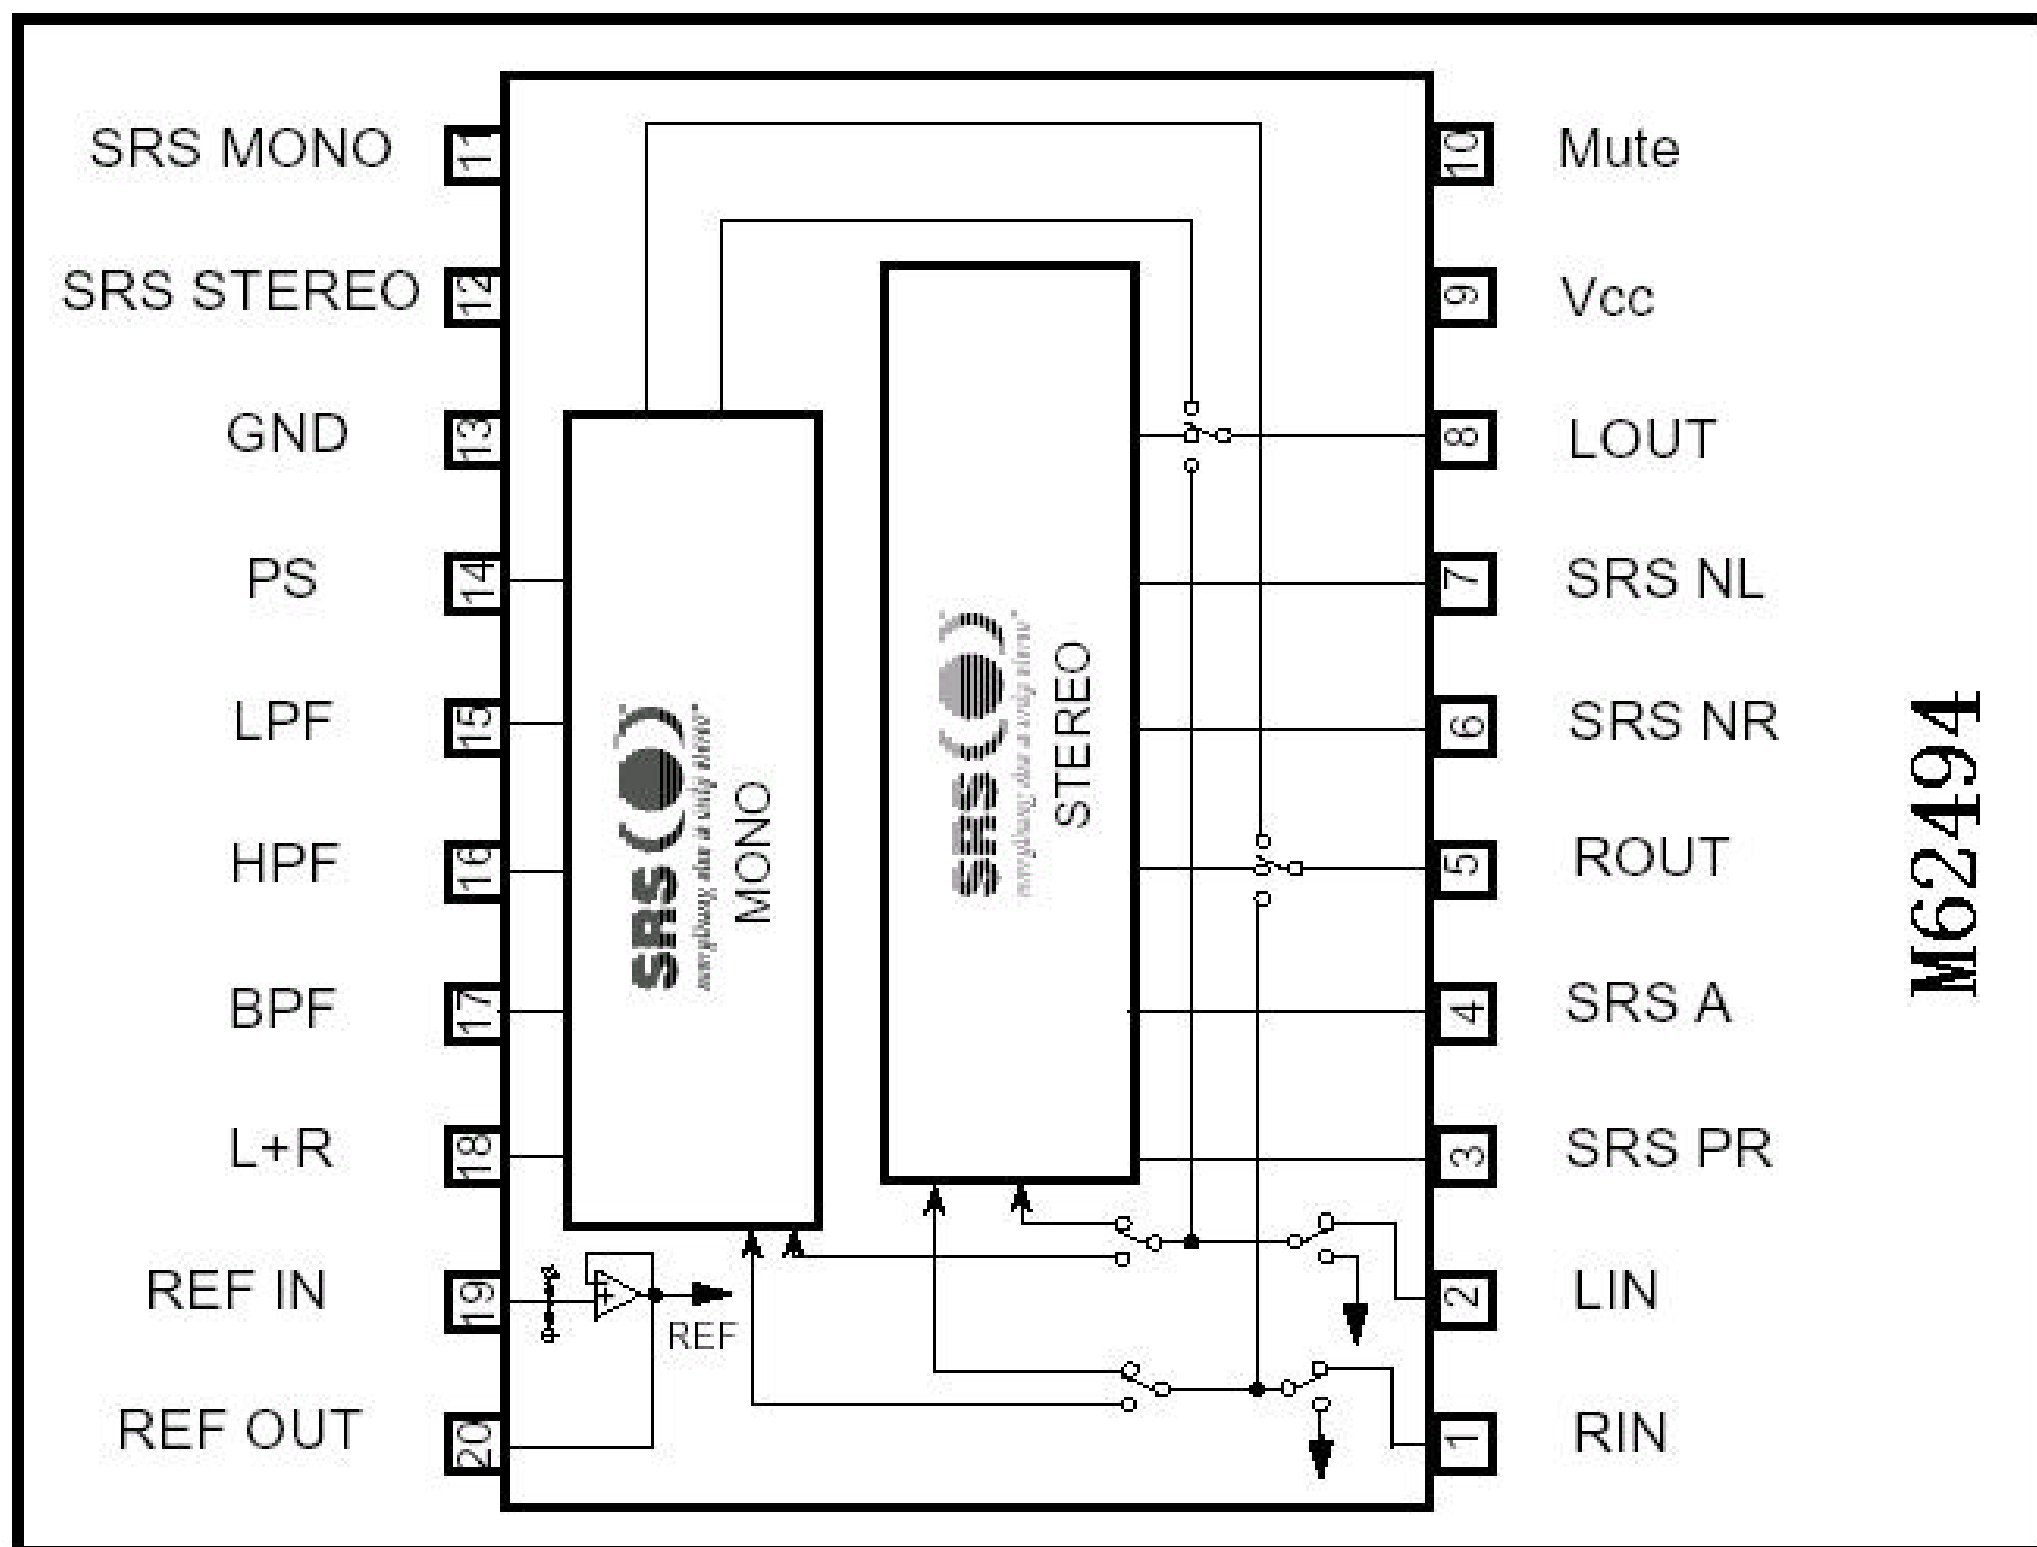 SRS MONO
11
10
Mute
SRS STEREO
12
9
Vcc
GND
13
8
LOUT
PS
14
7
SRS NL
LPF
15
6
SRS NR
HPF
16
5
ROUT
BPF
17
4
SRS A
L+R
18
3
SRS PR
REF IN
19
2
LIN
REF OUT
20
1
RIN
SRS
MONO
SRS
STEREO
REF
M62494